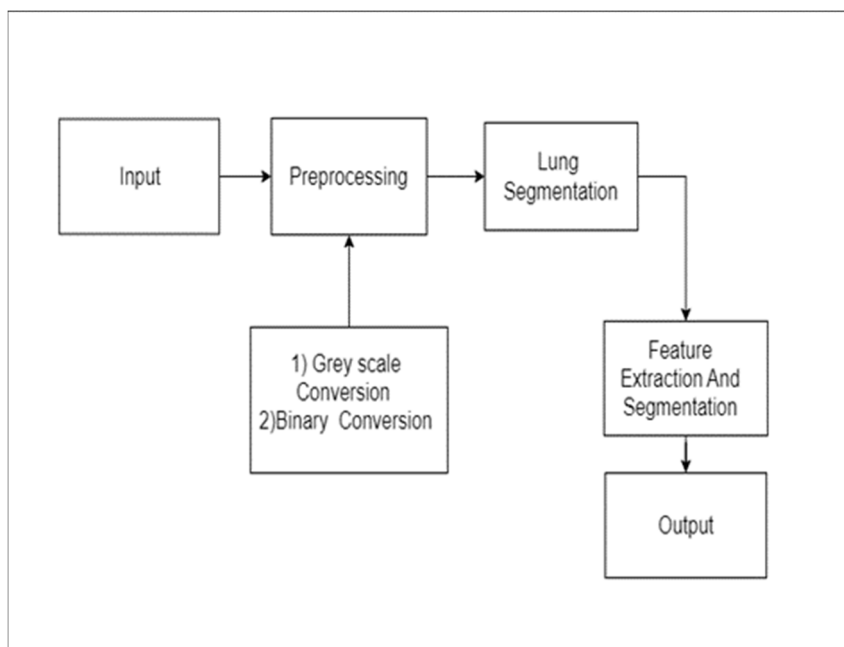 Input
Preprocessing
Lung
Segmentation
1) Grey scale
Conversion
2)Binary Conversion
Feature
Extraction And
Segmentation
Output